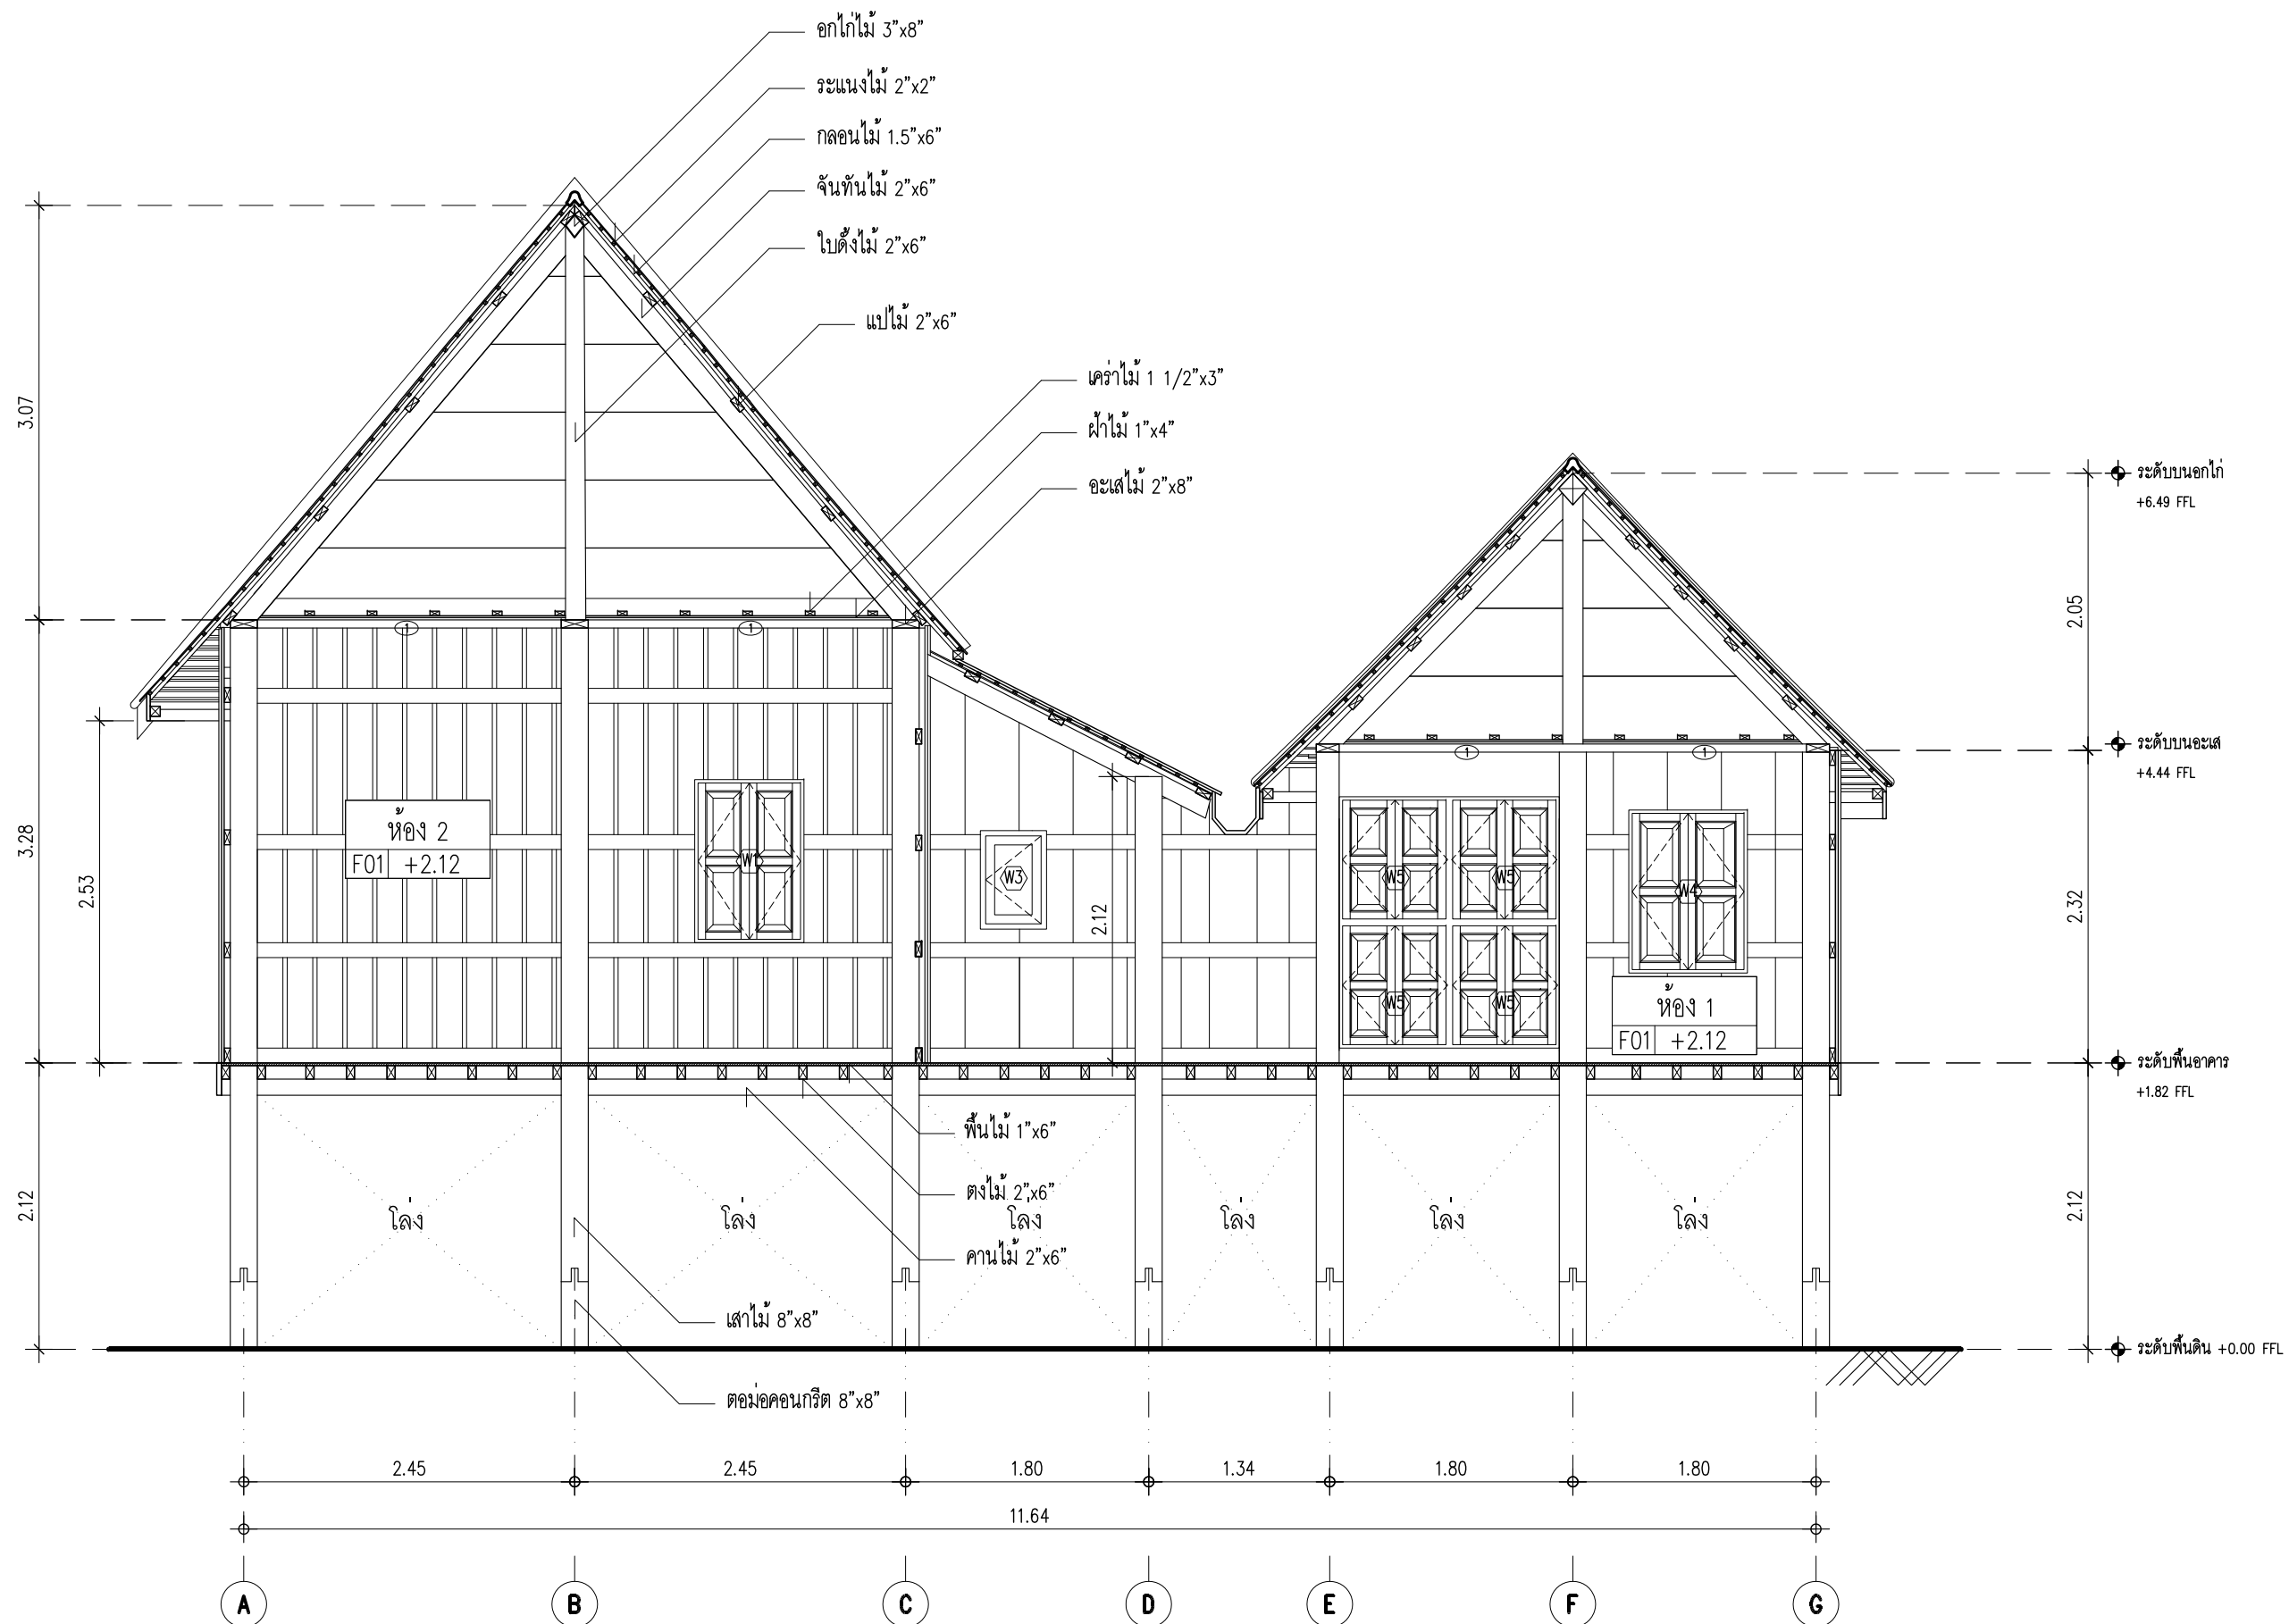 อกไก่ไม้ 3”x8”
ระแนงไม้ 2”x2”
กลอนไม้ 1.5”x6”
จันทันไม้ 2”x6”
ใบดั้งไม้ 2”x6”
แปไม้ 2”x6”
เคร่าไม้ 1 1/2”x3”
ฝ้าไม้ 1”x4”
อะเสไม้ 2”x8”
ระดับบนอกไก่
+6.49 FFL
3.07
2.05
1
1
1
1
ระดับบนอะเส
+4.44 FFL
ห้อง 2
F01 +2.12
W1
W3
W5
W5
W4
3.28
2.53
2.12
2.32
W5
W5
ห้อง 1
F01 +2.12
ระดับพื้นอาคาร
+1.82 FFL
พื้นไม้ 1”x6”
ตงไม้ 2”x6”
คานไม้ 2”x6”
2.12
โล่ง
โล่ง
โล่ง
โล่ง
โล่ง
โล่ง
2.12
เสาไม้ 8”x8”
ระดับพื้นดิน +0.00 FFL
ตอม่อคอนกรีต 8”x8”
2.45
2.45
1.80
1.34
1.80
1.80
11.64
A
B
C
D
E
F
G